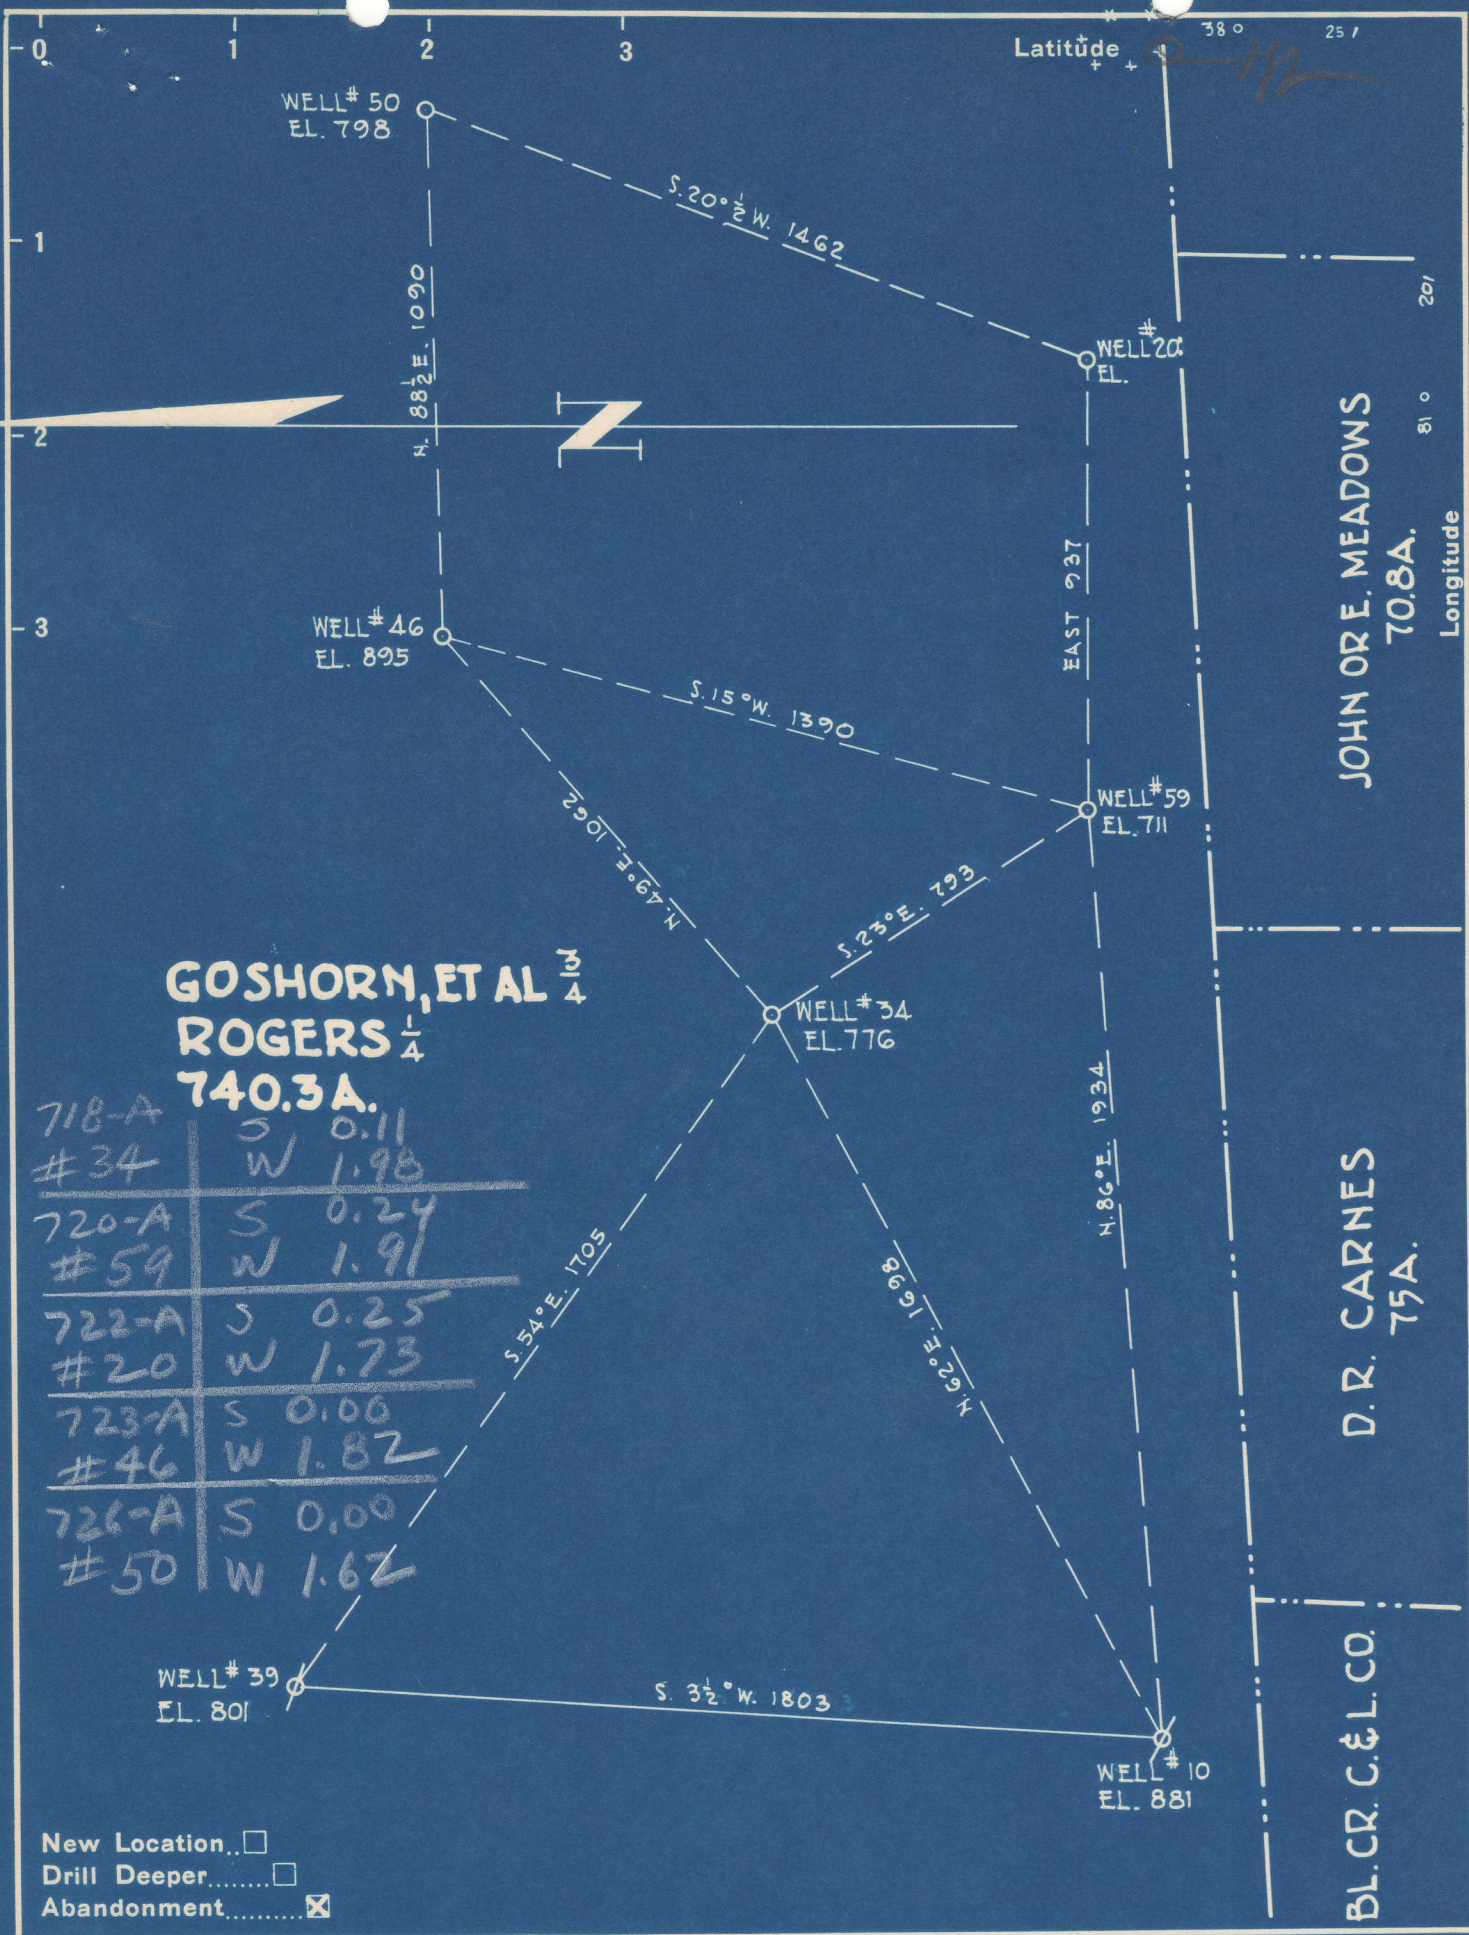 0 1 2 3
Latitude
38° 25'
WELL # 50
EL. 798
S. 20° ½ W. 1462
1
N. 88½ E. 1090
WELL # 20
EL.
2
N
81° 20'
Longitude
JOHN OR E. MEADOWS
70.8A.
EAST 937
3
WELL # 46
EL. 895
S. 15° W. 1390
WELL # 59
EL. 711
N. 49° E. 1062
S. 23° E. 793
GOSHORN, ET AL 3/4
ROGERS 1/4
740.3 A.
WELL # 34
EL. 776
N. 86° E. 1934
718-A S 0.11
#34 W 1.98
720-A S 0.24
#59 W 1.91
722-A S 0.25
#20 W 1.73
723-A S 0.00
#46 W 1.82
726-A S 0.00
#50 W 1.62
S. 54° E. 1705
N. 62° E. 1698
D. R. CARNES
75A.
WELL # 39
EL. 801
S. 3½° W. 1803
WELL # 10
EL. 881
BL. CR. C. & L. CO.
New Location..
Drill Deeper........
Abandonment.......... X